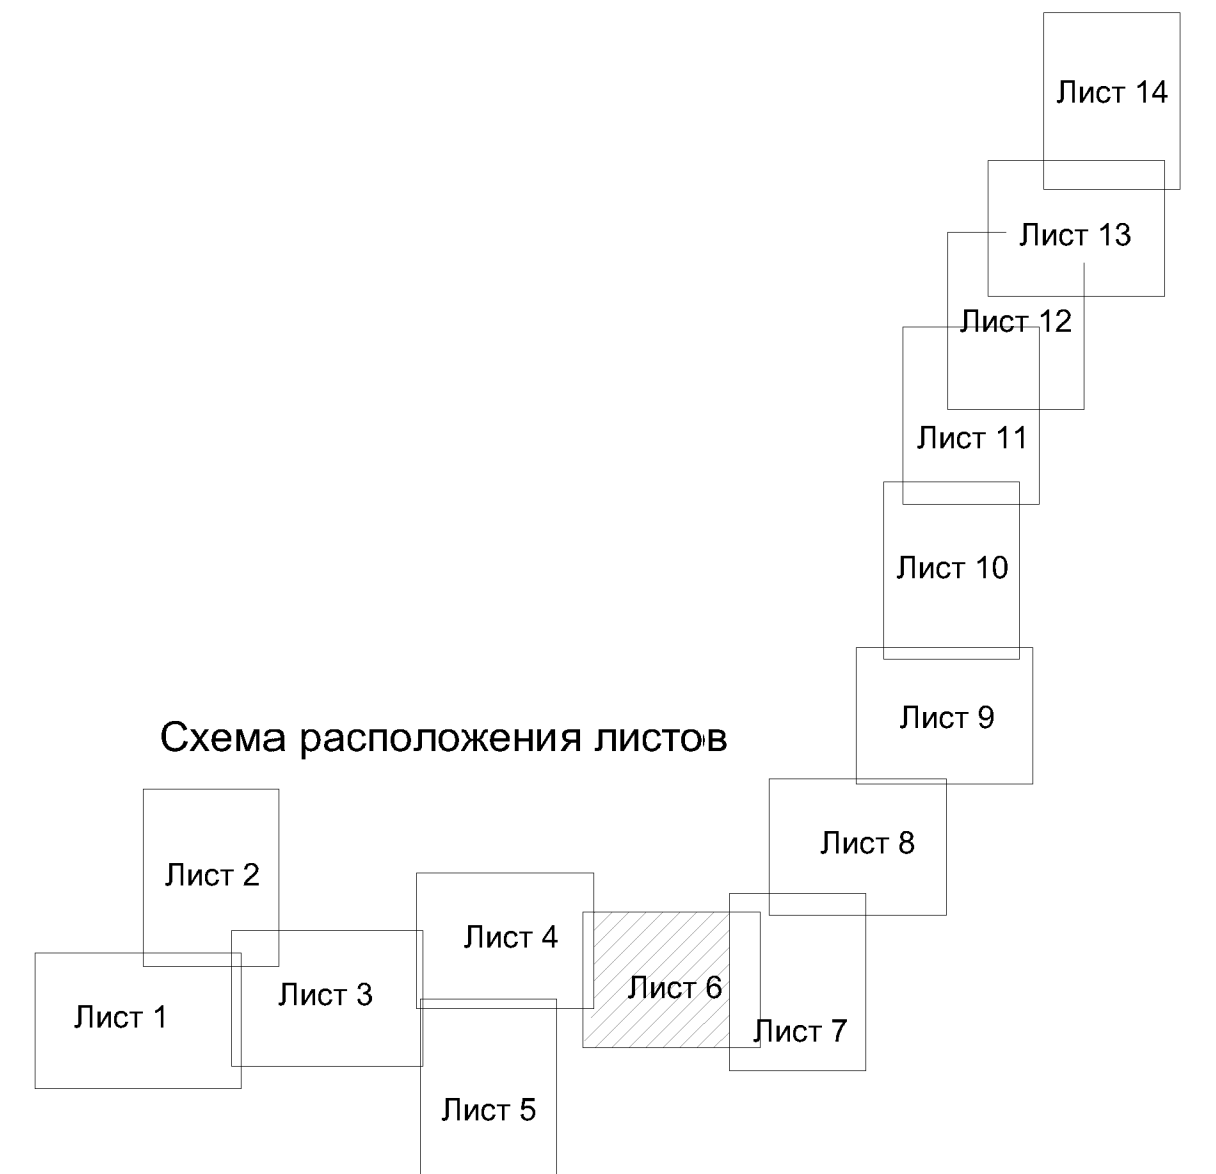 Лист 14
Лист 13
Лист 12
Лист 11
Лист 10
Лист 9
Схема расположения листов
Лист 8
Лист 2
Лист 4
Лист 6
Лист 3
Лист 1
Лист 7
Лист 5